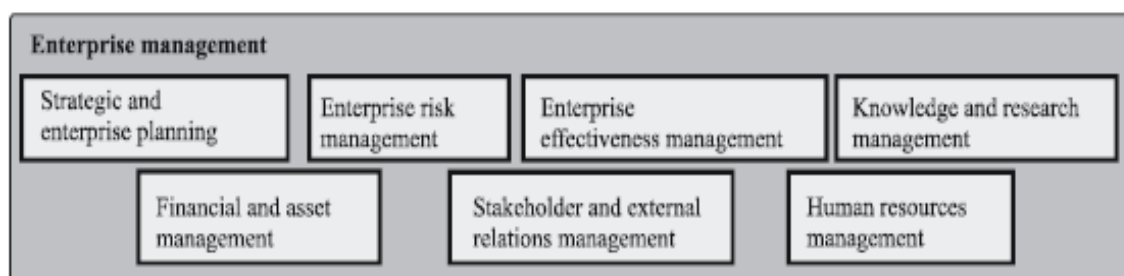 Enterprise management
Strategic and
enterprise planning
Enterprise risk
management
Enterprise
effectiveness management
Knowledge and research
management
Financial and asset
management
Stakeholder and external
relations management
Human resources
management